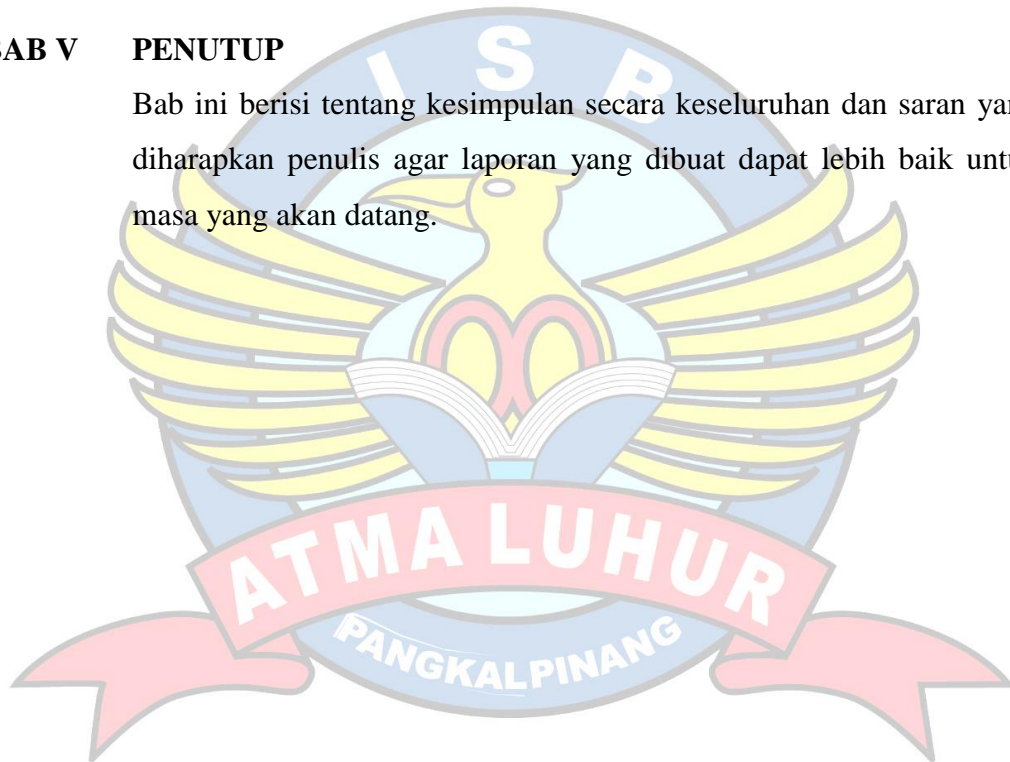 BAB V PENUTUP
Bab ini berisi tentang kesimpulan secara keseluruhan dan saran yan
diharapkan penulis agar laporan yang dibuat dapat lebih baik untu
masa yang akan datang.
I S B
ATMA LUHUR
PANGKALPINANG